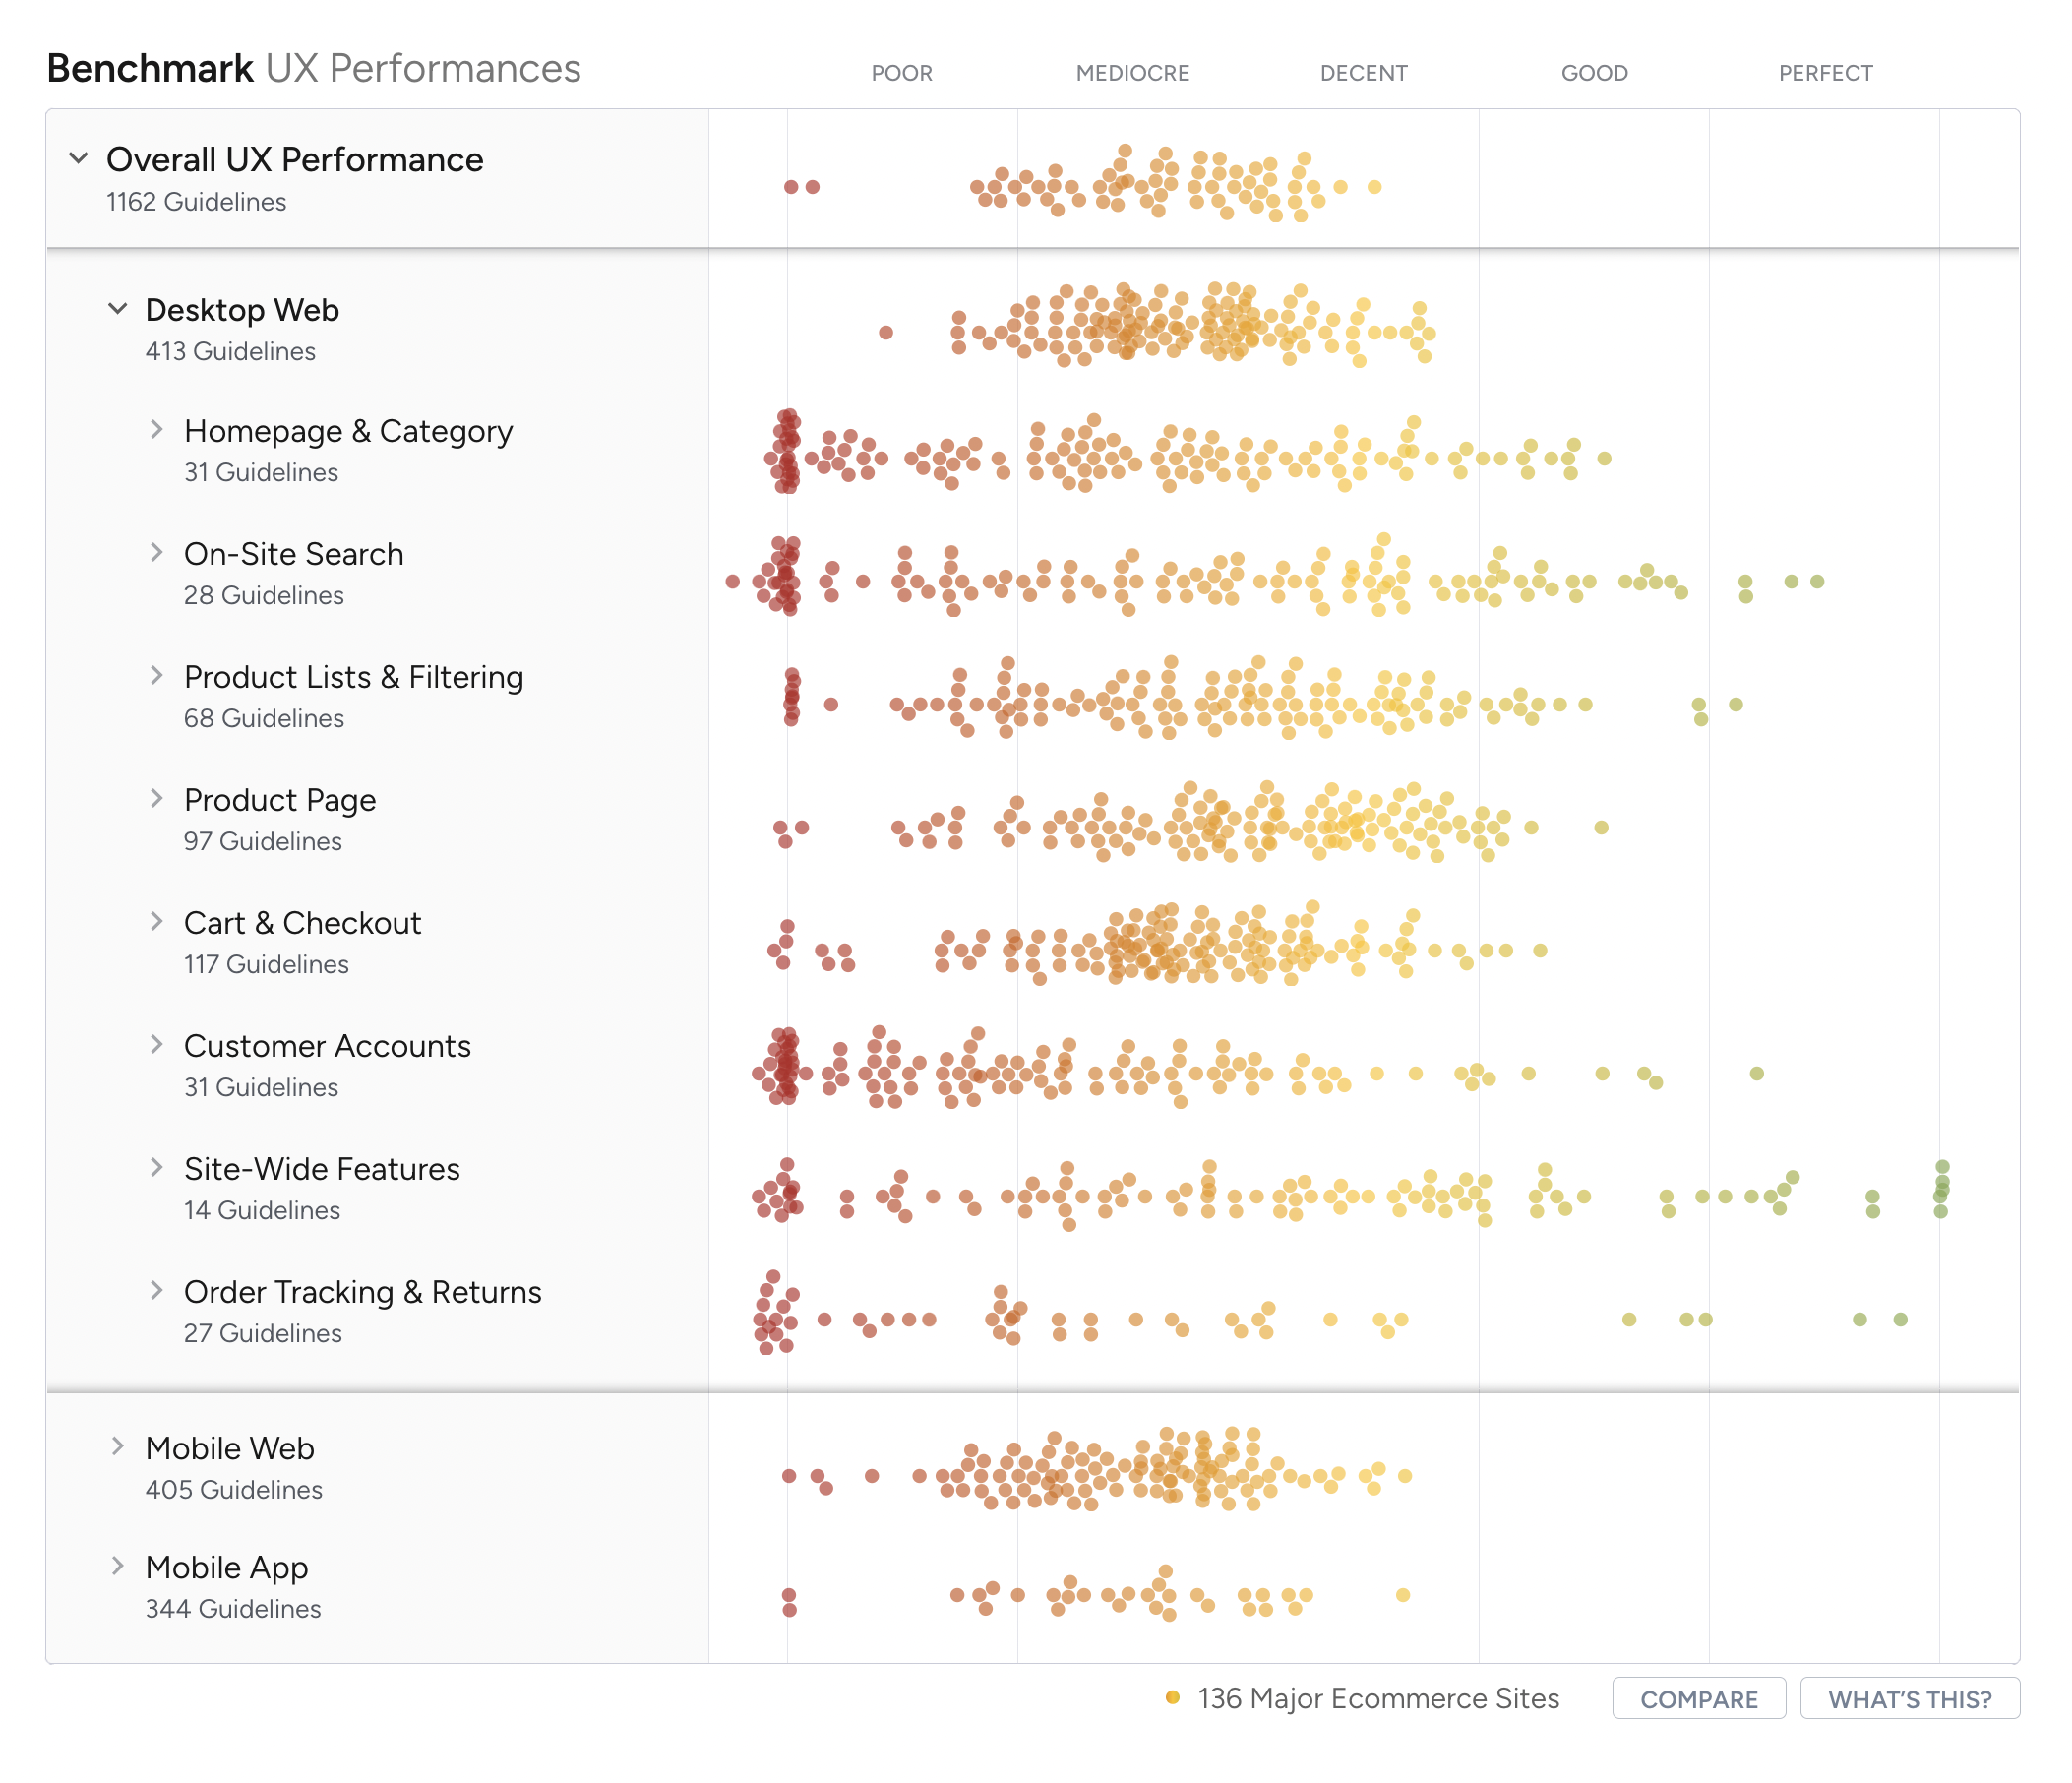 Benchmark UX Performances
POOR MEDIOCRE DECENT GOOD PERFECT
Overall UX Performance
1162 Guidelines
Desktop Web
413 Guidelines
Homepage & Category
31 Guidelines
On-Site Search
28 Guidelines
Product Lists & Filtering
68 Guidelines
Product Page
97 Guidelines
Cart & Checkout
117 Guidelines
Customer Accounts
31 Guidelines
Site-Wide Features
14 Guidelines
Order Tracking & Returns
27 Guidelines
Mobile Web
405 Guidelines
Mobile App
344 Guidelines
136 Major Ecommerce Sites COMPARE WHAT'S THIS?